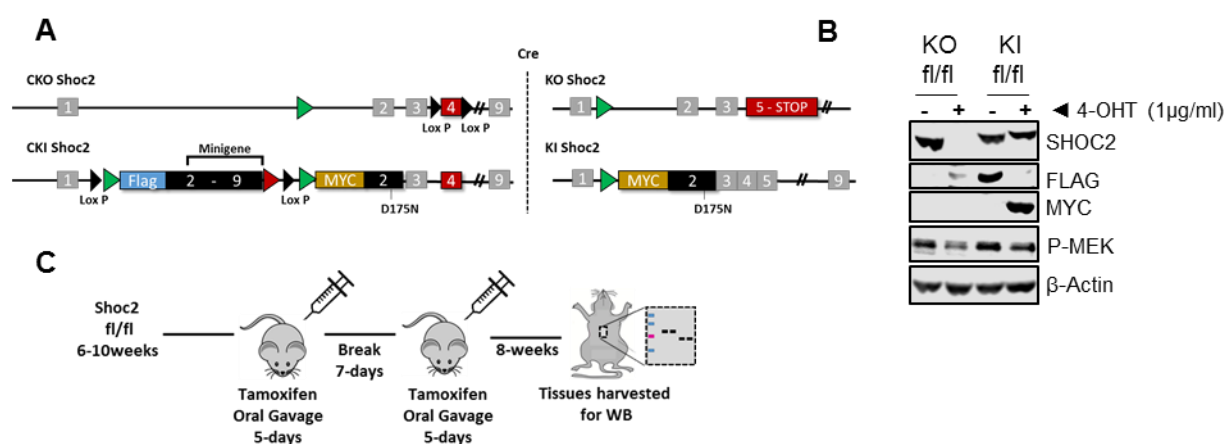 A
Cre
CKO Shoc2
1
2
3
4
9
Lox P
Lox P
KO Shoc2
1
2
3
5 - STOP
9
CKI Shoc2
Minigene
1
Flag
2 - 9
MYC
2
3
4
9
Lox P
Lox P
D175N
KI Shoc2
1
MYC
2
3
4
5
9
D175N
B
KO
KI
fl/fl
fl/fl
- + - +
4-OHT (1µg/ml)
SHOC2
FLAG
MYC
P-MEK
β-Actin
C
Shoc2
fl/fl
6-10weeks
Tamoxifen
Oral Gavage
5-days
Break
7-days
Tamoxifen
Oral Gavage
5-days
8-weeks
Tissues harvested
for WB